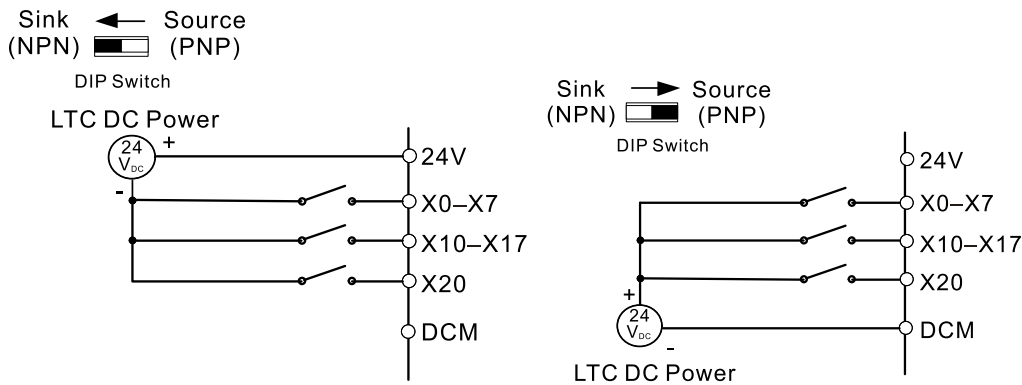 Sink Source
(NPN) (PNP)
DIP Switch
LTC DC Power
+
24
VDC
-
24V
X0–X7
X10–X17
X20
DCM
Sink Source
(NPN) (PNP)
DIP Switch
24V
X0–X7
X10–X17
X20
+
24
VDC
-
DCM
LTC DC Power